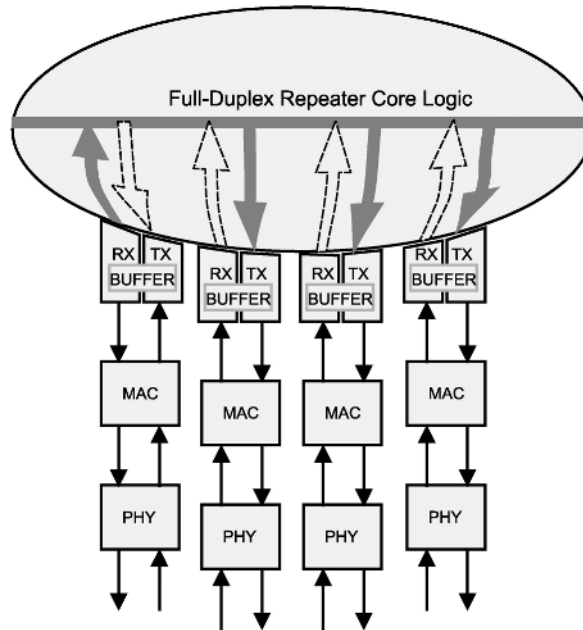 Full-Duplex Repeater Core Logic
RX TX
BUFFER
RX TX
BUFFER
RX TX
BUFFER
RX TX
BUFFER
MAC
MAC
MAC
MAC
PHY
PHY
PHY
PHY